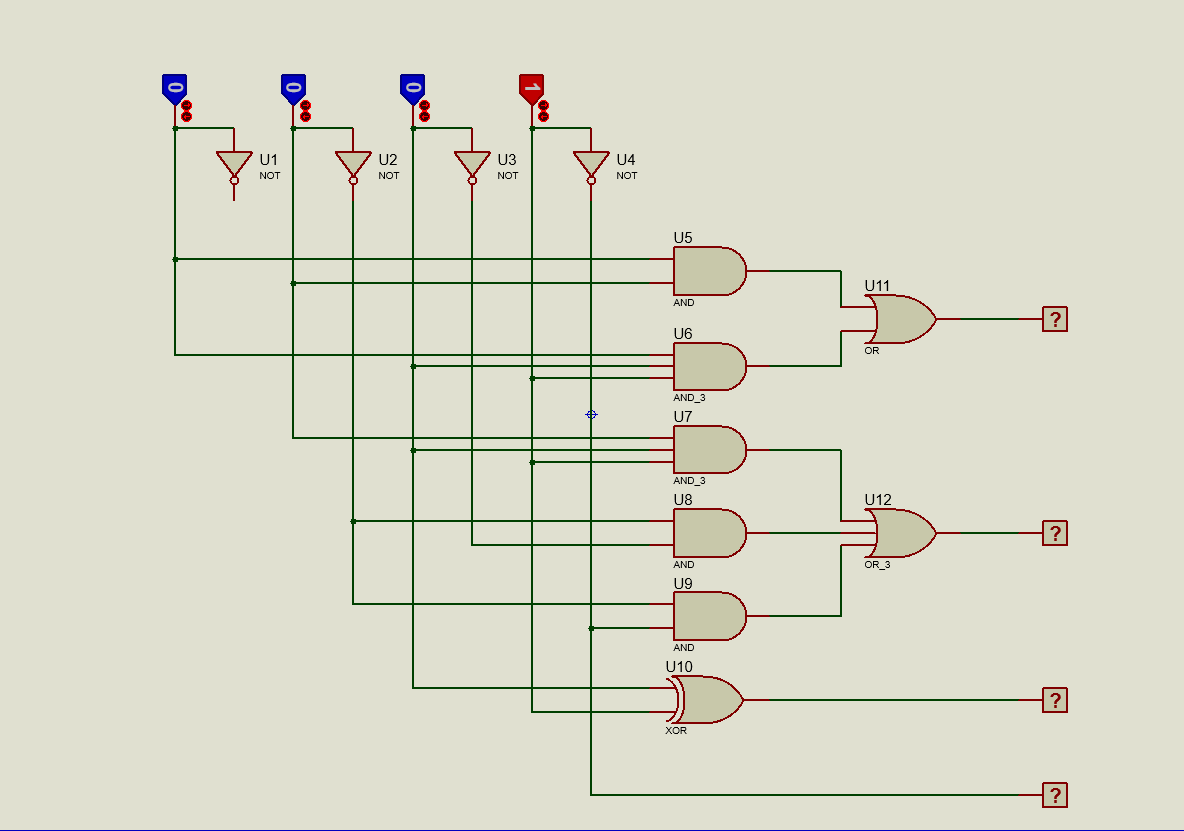 0 0 0 1
U1 U2 U3 U4
NOT NOT NOT NOT
U5
AND
U11
OR
?
U6
AND_3
U7
AND_3
U8
AND
U12
OR_3
?
U9
AND
U10
XOR
?
?